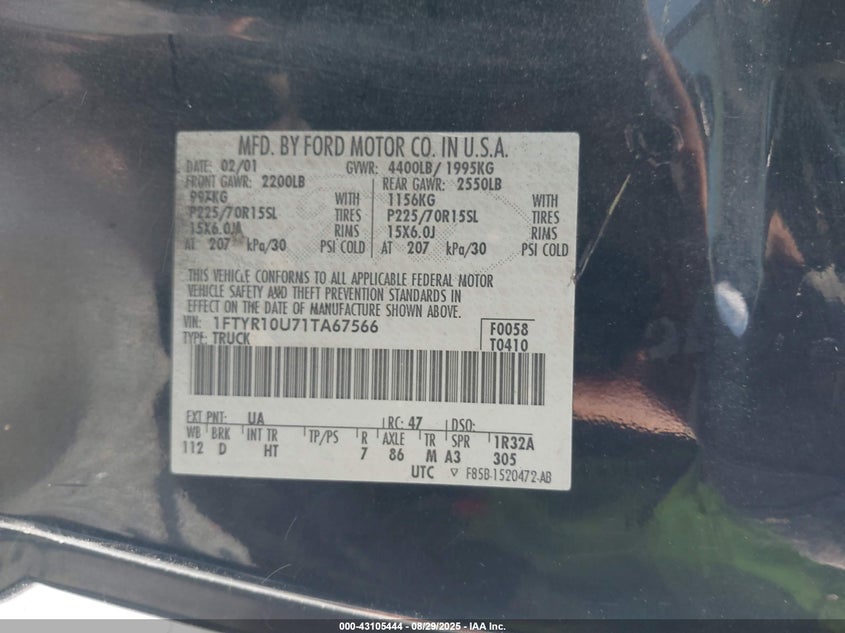 MFD. BY FORD MOTOR CO. IN U.S.A.
DATE: 02/01 GVWR: 4400LB/ 1995KG
FRONT GAWR: 2200LB REAR GAWR: 2550LB
997KG WITH 1156KG WITH
P225/70R15SL TIRES P225/70R15SL TIRES
15X6.0JA RIMS 15X6.0J RIMS
AT 207 kPa/30 PSI COLD AT 207 kPa/30 PSI COLD
THIS VEHICLE CONFORMS TO ALL APPLICABLE FEDERAL MOTOR
VEHICLE SAFETY AND THEFT PREVENTION STANDARDS IN
EFFECT ON THE DATE OF MANUFACTURE SHOWN ABOVE.
VIN: 1FTYR10U71TA67566 F0058
TYPE: TRUCK T0410
EXT PNT: UA RC: 47 DSO:
WB BRK INT TR TP/PS R AXLE TR SPR 1R32A
112 D HT 7 86 M A3 305
UTC ▽ F85B-1520472-AB
000-43105444 - 08/29/2025 - IAA Inc.